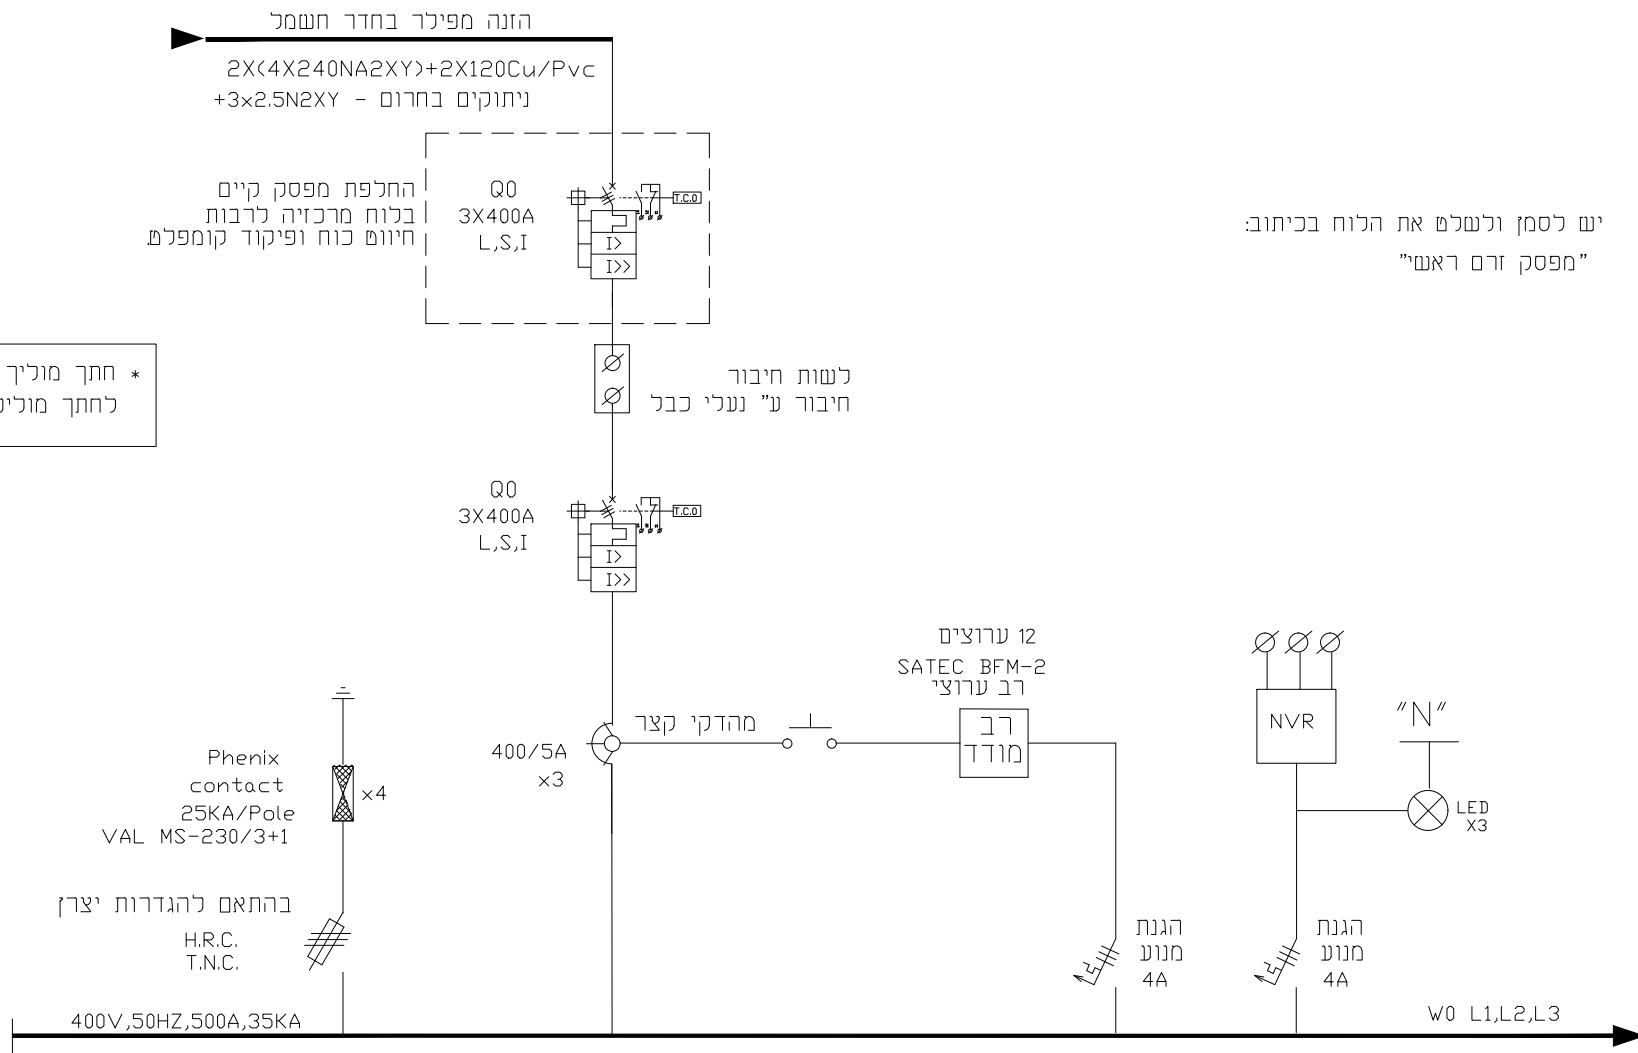 הזנה מפילר בחדר חשמל
2X(4X240NA2XY)+2X120Cu/Pvc
+3x2.5N2XY - ניתוקים בחרום
החלפת מפסק קיים
בלוח מרכזיה לרבות
חיווט כוח ופיקוד קומפלט.
Q0
3X400A
L,S,I
T.C.O
I>
I>>
יש לסמן ולשלט את הלוח בכיתוב:
"מפסק זרם ראשי"
* חתך מוליך
לחתך
לשות חיבור
חיבור ע" נעלי כבל
Q0
3X400A
L,S,I
T.C.O
I>
I>>
12 ערוצים
SATEC BFM-2
רב ערוצי
רב
מודד
מהדקי קצר
400/5A
x3
NVR
"N"
LED
X3
Phenix
contact
25KA/Pole
VAL MS-230/3+1
x4
בהתאם להגדרות יצרן
H.R.C.
T.N.C.
הגנת
מנוע
4A
הגנת
מנוע
4A
400V,50HZ,500A,35KA
W0 L1,L2,L3